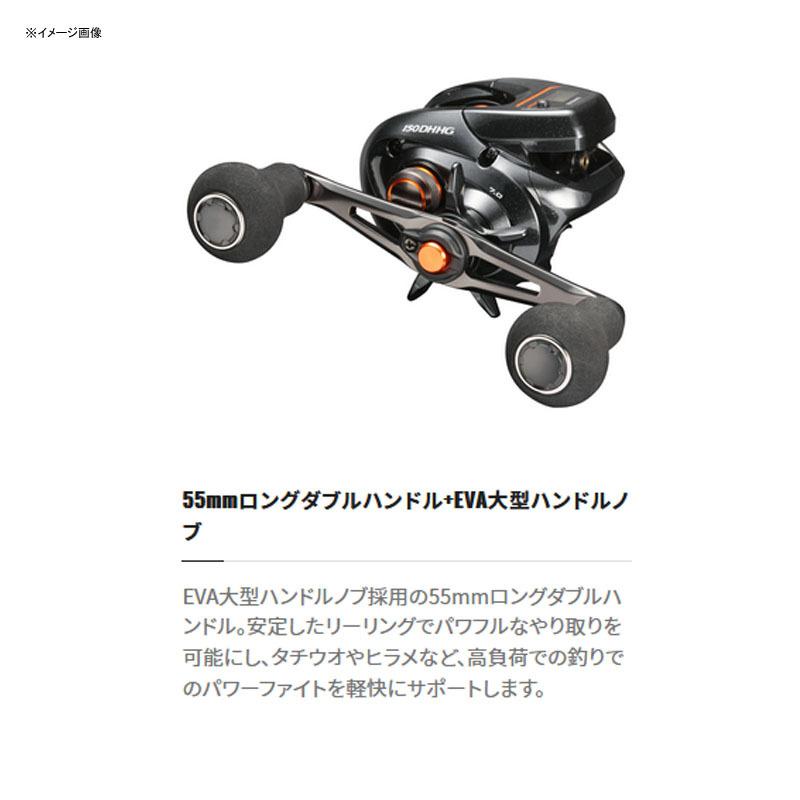 ※イメージ画像
150DHHG
7.0
55mmロングダブルハンドル+EVA大型ハンドルノ
ブ
EVA大型ハンドルノブ採用の55mmロングダブルハ
ンドル。安定したリーリングでパワフルなやり取りを
可能にし、タチウオやヒラメなど、高負荷での釣りで
のパワーファイトを軽快にサポートします。